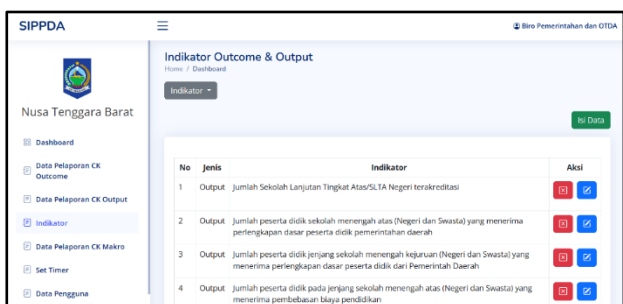 SIPPDA
Biro Pemerintahan dan OTDA
Nusa Tenggara Barat
Dashboard
Data Pelaporan CK
Outcome
Data Pelaporan CK Output
Indikator
Data Pelaporan CK Makro
Set Timer
Data Pengguna
Indikator Outcome & Output
Home / Dashboard
Indikator
Isi Data
No Jenis Indikator Aksi
1 Output Jumlah Sekolah Lanjutan Tingkat Atas/SLTA Negeri terakreditasi
2 Output Jumlah peserta didik sekolah menengah atas (Negeri dan Swasta) yang menerima
perlengkapan dasar peserta didik pemerintahan daerah
3 Output Jumlah peserta didik jenjang sekolah menengah kejuruan (Negeri dan Swasta) yang
menerima perlengkapan dasar peserta didik dari Pemerintah Daerah
4 Output Jumlah peserta didik pada jenjang sekolah menengah atas (Negeri dan Swasta) yang
menerima pembebasan biaya pendidikan